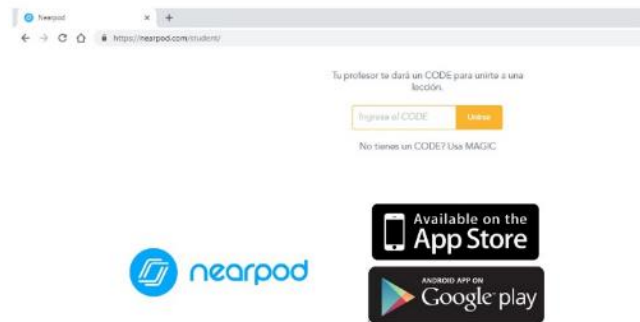 Nearpod
https://nearpod.com/student/
Tu profesor te dará un CODE para unirte a una
lección.
Ingrese el CODE
Unirse
No tienes un CODE? Usa MAGIC
Available on the
App Store
nearpod
ANDROID APP ON
Google play